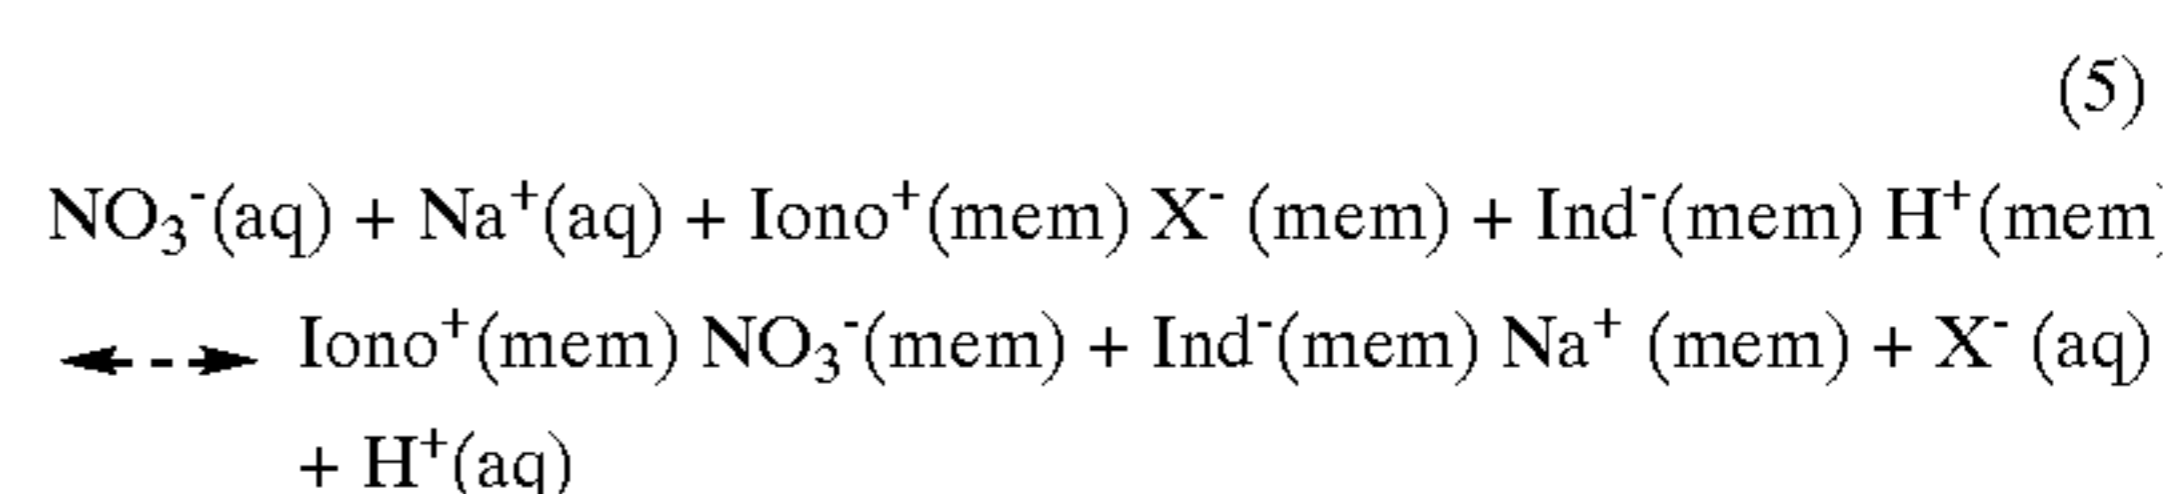 (5)
NO₃⁻(aq) + Na⁺(aq) + Iono⁺(mem) X⁻ (mem) + Ind⁻(mem) H⁺(mem)
◄--► Iono⁺(mem) NO₃⁻(mem) + Ind⁻(mem) Na⁺ (mem) + X⁻ (aq)
+ H⁺(aq)